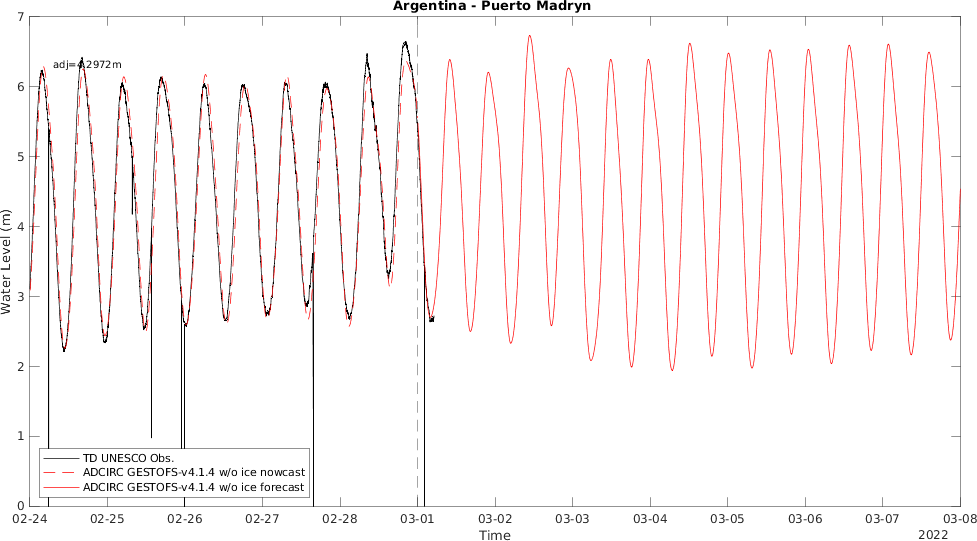 Argentina - Puerto Madryn
7
adj=4.2972m
6
5
4
3
2
1
0
Water Level (m)
TD UNESCO Obs.
ADCIRC GESTOFS-v4.1.4 w/o ice nowcast
ADCIRC GESTOFS-v4.1.4 w/o ice forecast
02-24 02-25 02-26 02-27 02-28 03-01 03-02 03-03 03-04 03-05 03-06 03-07 03-08
Time
2022